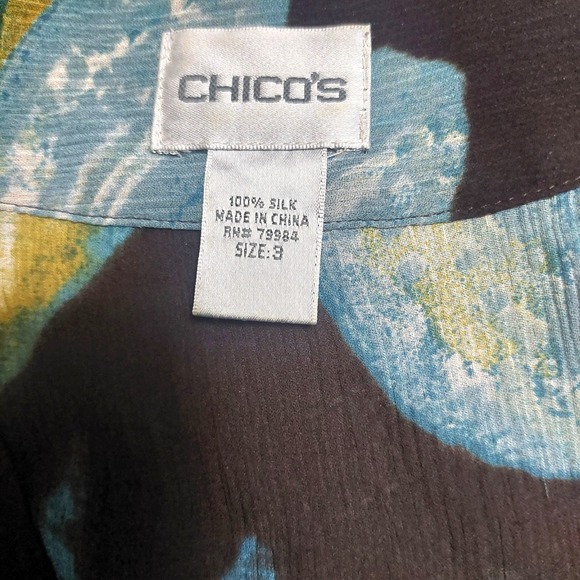 CHICO'S
100% SILK
MADE IN CHINA
RN# 79984
SIZE: 3